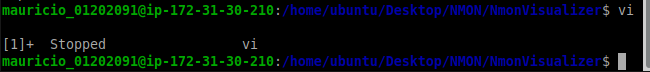 mauricio_01202091@ip-172-31-30-210:/home/ubuntu/Desktop/NMON/NmonVisualizer$ vi
[1]+  Stopped                 vi
mauricio_01202091@ip-172-31-30-210:/home/ubuntu/Desktop/NMON/NmonVisualizer$